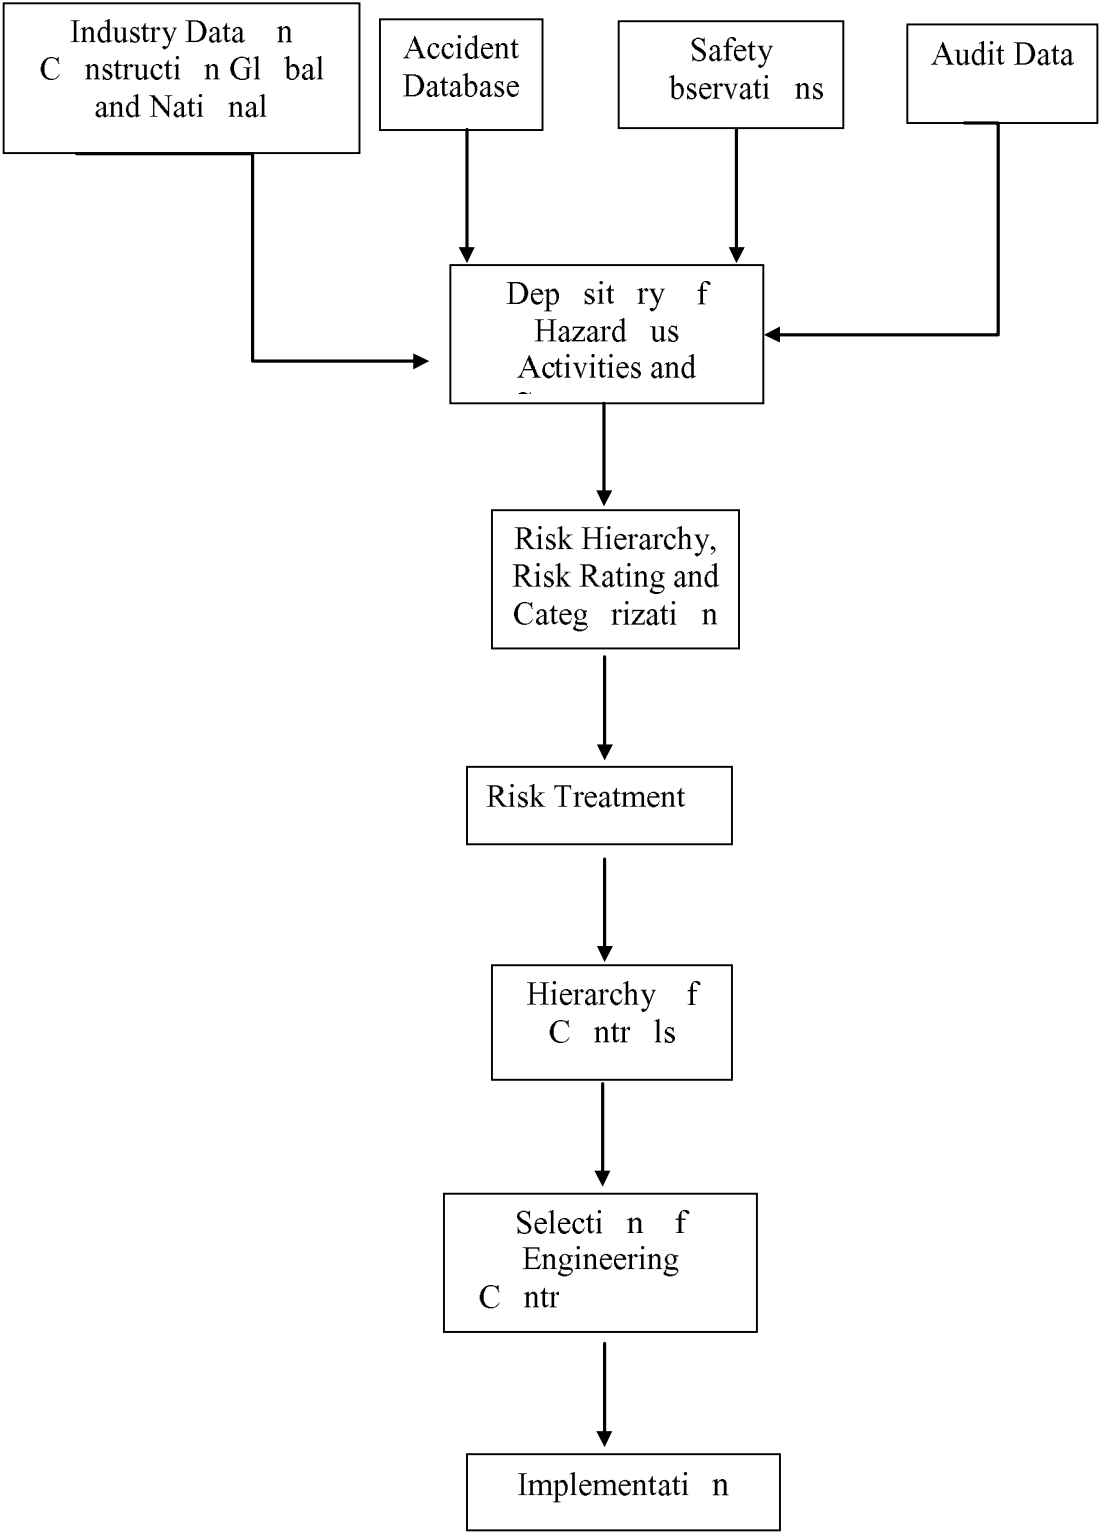 Industry Data n
C nstructi n Gl bal
and Nati nal
Accident
Database
Safety
bservati ns
Audit Data
Dep sit ry f
Hazard us
Activities and
Risk Hierarchy,
Risk Rating and
Categ rizati n
Risk Treatment
Hierarchy f
C ntr ls
Selecti n f
Engineering
C ntr
Implementati n